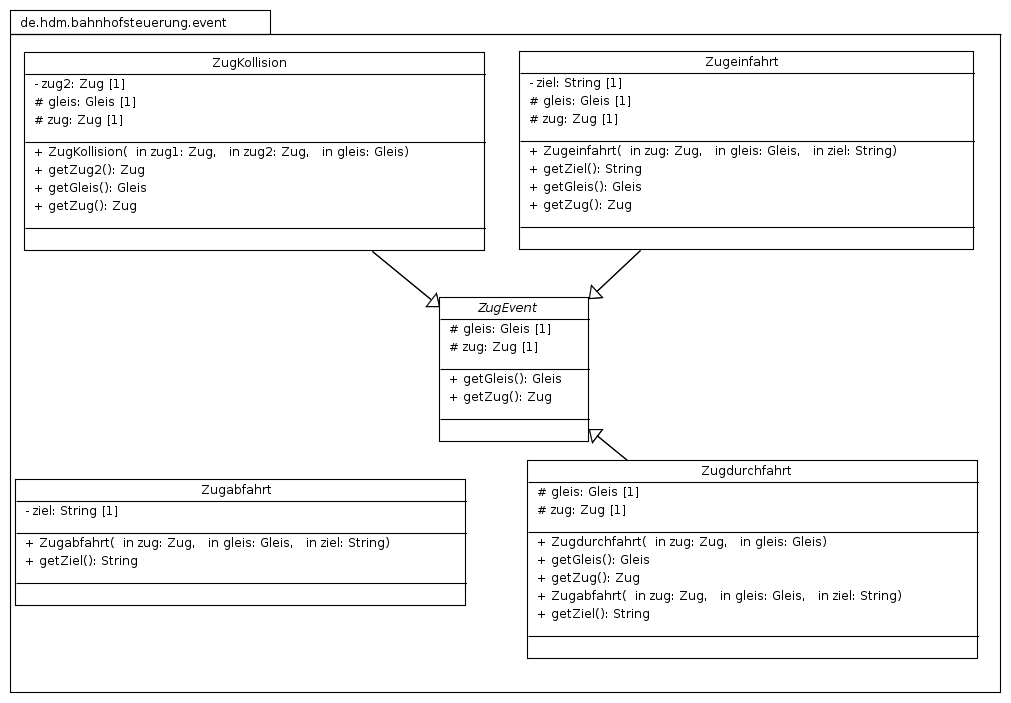 de.hdm.bahnhofsteuerung.event
ZugKollision
- zug2: Zug [1]
# gleis: Gleis [1]
# zug: Zug [1]
+ ZugKollision( in zug1: Zug, in zug2: Zug, in gleis: Gleis)
+ getZug2(): Zug
+ getGleis(): Gleis
+ getZug(): Zug
Zugeinfahrt
- ziel: String [1]
# gleis: Gleis [1]
# zug: Zug [1]
+ Zugeinfahrt( in zug: Zug, in gleis: Gleis, in ziel: String)
+ getZiel(): String
+ getGleis(): Gleis
+ getZug(): Zug
ZugEvent
# gleis: Gleis [1]
# zug: Zug [1]
+ getGleis(): Gleis
+ getZug(): Zug
Zugabfahrt
- ziel: String [1]
+ Zugabfahrt( in zug: Zug, in gleis: Gleis, in ziel: String)
+ getZiel(): String
Zugdurchfahrt
# gleis: Gleis [1]
# zug: Zug [1]
+ Zugdurchfahrt( in zug: Zug, in gleis: Gleis)
+ getGleis(): Gleis
+ getZug(): Zug
+ Zugabfahrt( in zug: Zug, in gleis: Gleis, in ziel: String)
+ getZiel(): String